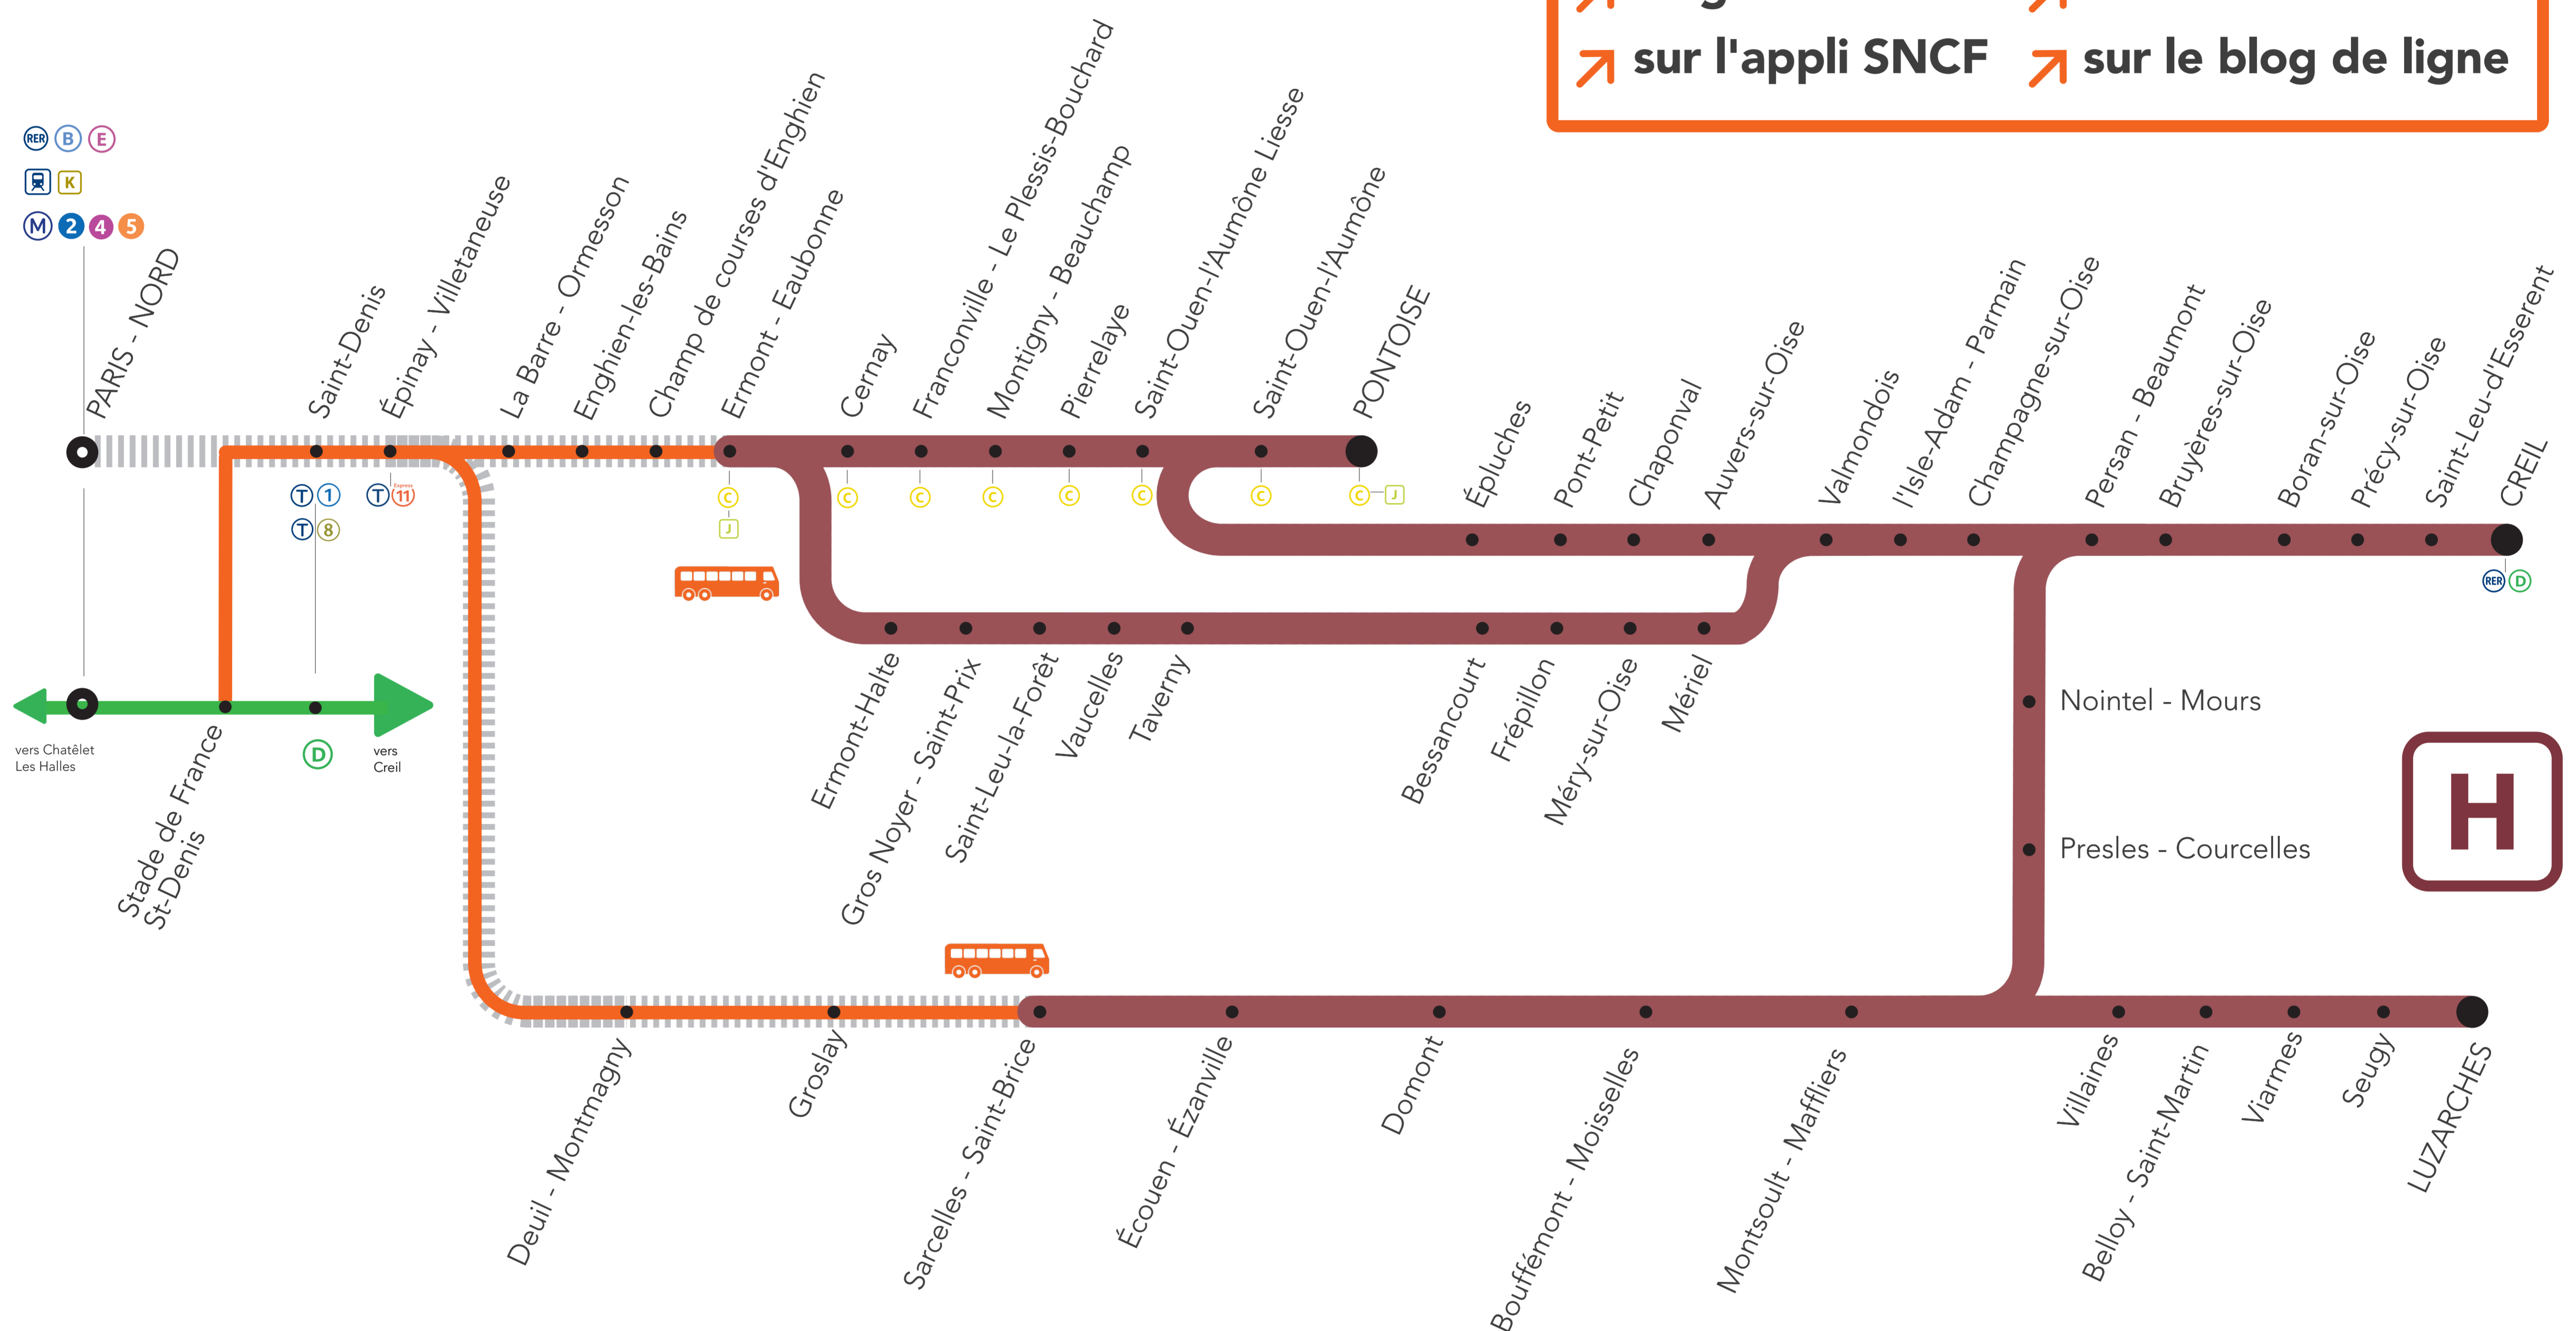 sur l'appli SNCF
sur le blog de ligne
RER B E
K
M 2 4 5
PARIS - NORD
Saint-Denis
Épinay - Villetaneuse
La Barre - Ormesson
Enghien-les-Bains
Champ de courses d'Enghien
Ermont - Eaubonne
Cernay
Franconville - Le Plessis-Bouchard
Montigny - Beauchamp
Pierrelaye
Saint-Ouen-l'Aumône Liesse
Saint-Ouen-l'Aumône
PONTOISE
T 1
T 8
T Express 11
C
J
C
C
C
C
C
C
C J
Épluches
Pont-Petit
Chaponval
Auvers-sur-Oise
Valmondois
l'Isle-Adam - Parmain
Champagne-sur-Oise
Persan - Beaumont
Bruyères-sur-Oise
Boran-sur-Oise
Précy-sur-Oise
Saint-Leu-d'Esserent
CREIL
RER D
Ermont-Halte
Gros Noyer - Saint-Prix
Saint-Leu-la-Forêt
Vaucelles
Taverny
Bessancourt
Frépillon
Méry-sur-Oise
Mériel
Nointel - Mours
Presles - Courcelles
H
vers Chatêlet
Les Halles
Stade de France
St-Denis
D
vers
Creil
Deuil - Montmagny
Groslay
Sarcelles - Saint-Brice
Écouen - Ézanville
Domont
Bouffémont - Moisselles
Montsoult - Maffliers
Villaines
Belloy - Saint-Martin
Viarmes
Seugy
LUZARCHES